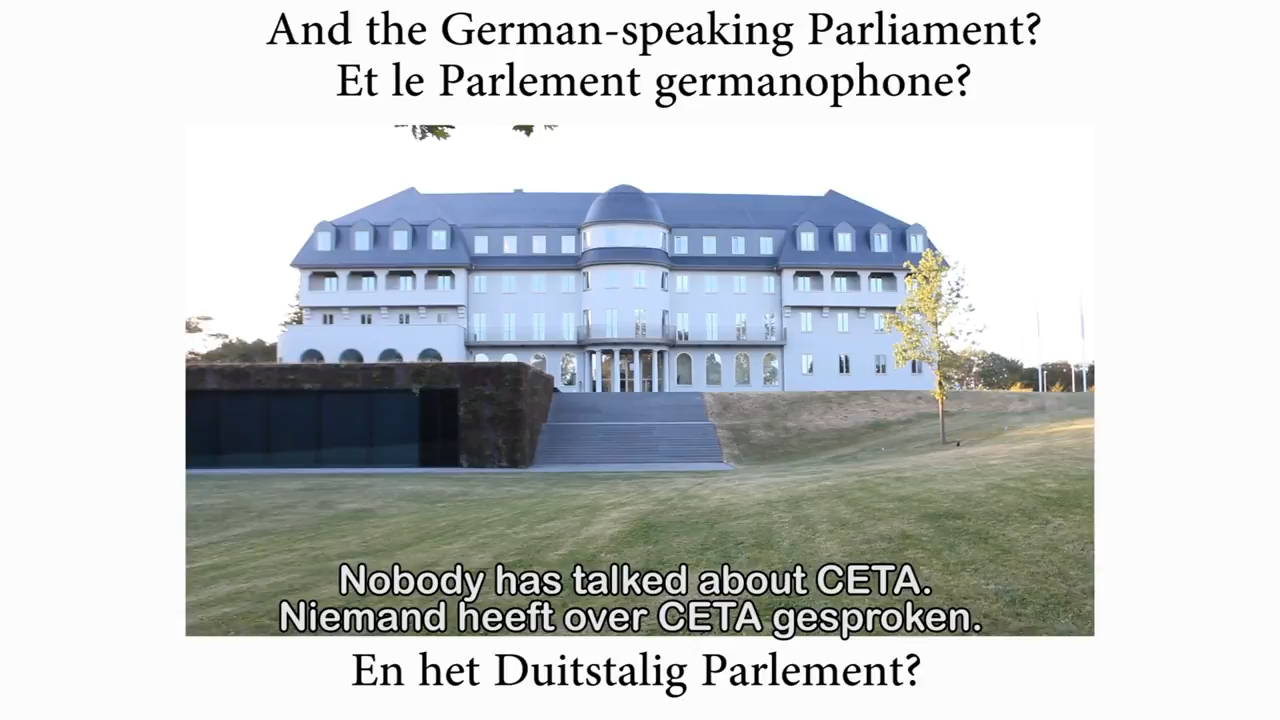 And the German-speaking Parliament?
Et le Parlement germanophone?
Nobody has talked about CETA.
Niemand heeft over CETA gesproken.
En het Duitstalig Parlement?